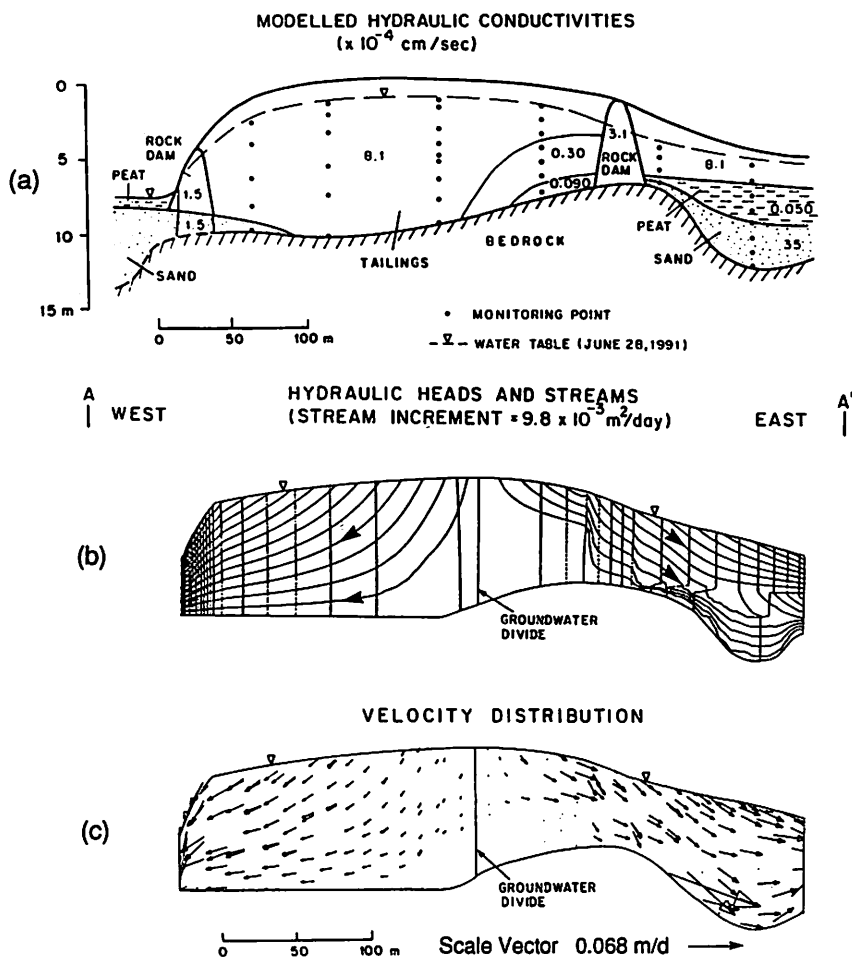 MODELLED HYDRAULIC CONDUCTIVITIES
(x 10⁻⁴ cm/sec)
(a)
0
5
10
15 m
PEAT
ROCK
DAM
1.5
1.5
8.1
0.30
0.090
3.1
ROCK
DAM
8.1
0.050
35
PEAT
SAND
SAND
TAILINGS
BEDROCK
0 50 100
m
• MONITORING POINT
WATER TABLE (JUNE 28, 1991)
A
WEST
HYDRAULIC HEADS AND STREAMS
(STREAM INCREMENT = 9.8 x 10⁻³ m²/day)
EAST
A'
(b)
GROUNDWATER
DIVIDE
VELOCITY DISTRIBUTION
(c)
GROUNDWATER
DIVIDE
0 50 100
m
Scale Vector 0.068 m/d